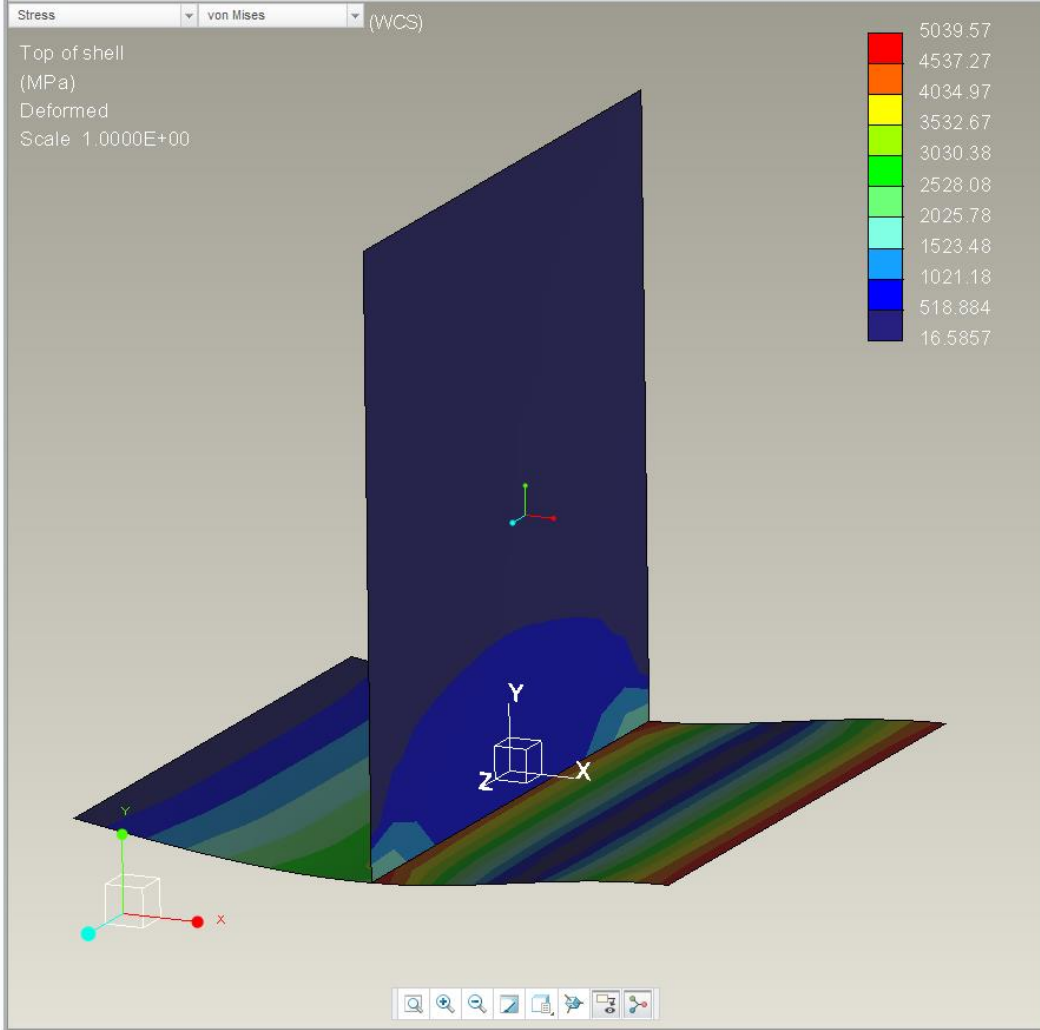 Stress von Mises (WCS)
Top of shell
(MPa)
Deformed
Scale 1.0000E+00
5039.57
4537.27
4034.97
3532.67
3030.38
2528.08
2025.78
1523.48
1021.18
518.884
16.5857
Y
Z X
Y
X